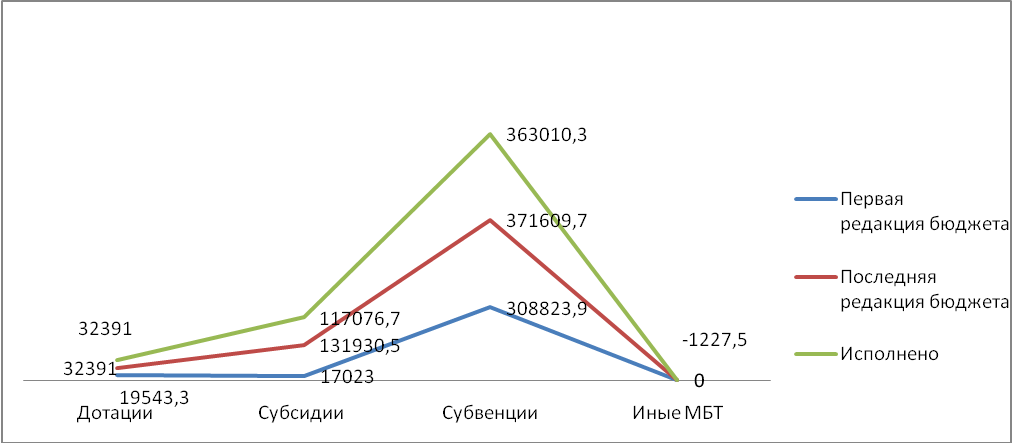 363010,3
371609,7
308823,9
32391
117076,7
131930,5
32391
17023
19543,3
-1227,5
0
Дотации
Субсидии
Субвенции
Иные МБТ
Первая
редакция бюджета
Последняя
редакция бюджета
Исполнено